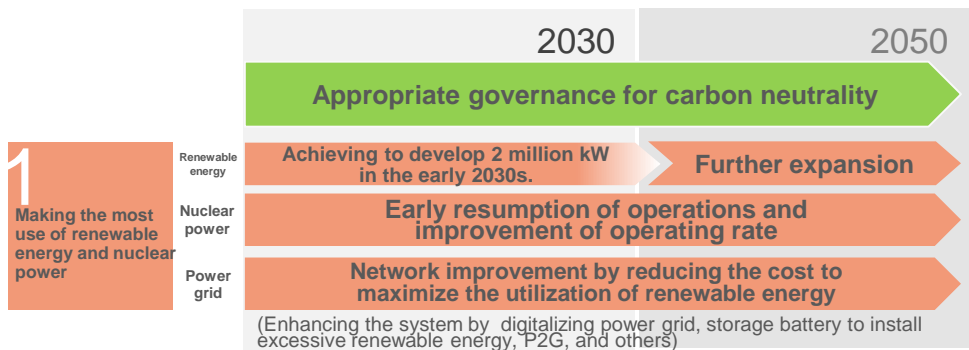 2030
2050
Appropriate governance for carbon neutrality
1
Making the most
use of renewable
energy and nuclear
power
Renewable
energy
Achieving to develop 2 million kW
in the early 2030s.
Further expansion
Nuclear
power
Early resumption of operations and
improvement of operating rate
Power
grid
Network improvement by reducing the cost to
maximize the utilization of renewable energy
(Enhancing the system by digitalizing power grid, storage battery to install
excessive renewable energy, P2G, and others)